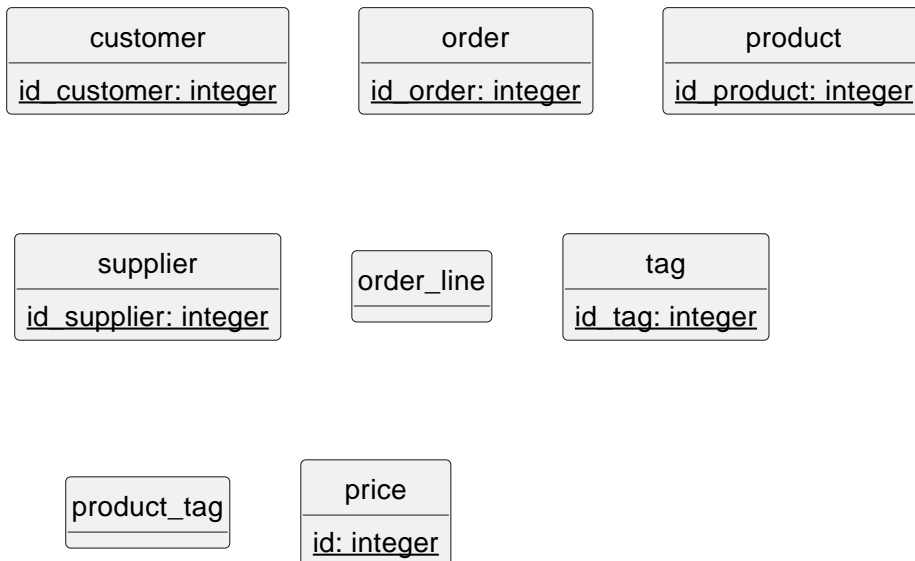 customer
id_customer: integer
order
id_order: integer
product
id_product: integer
supplier
id_supplier: integer
order_line
tag
id_tag: integer
product_tag
price
id: integer